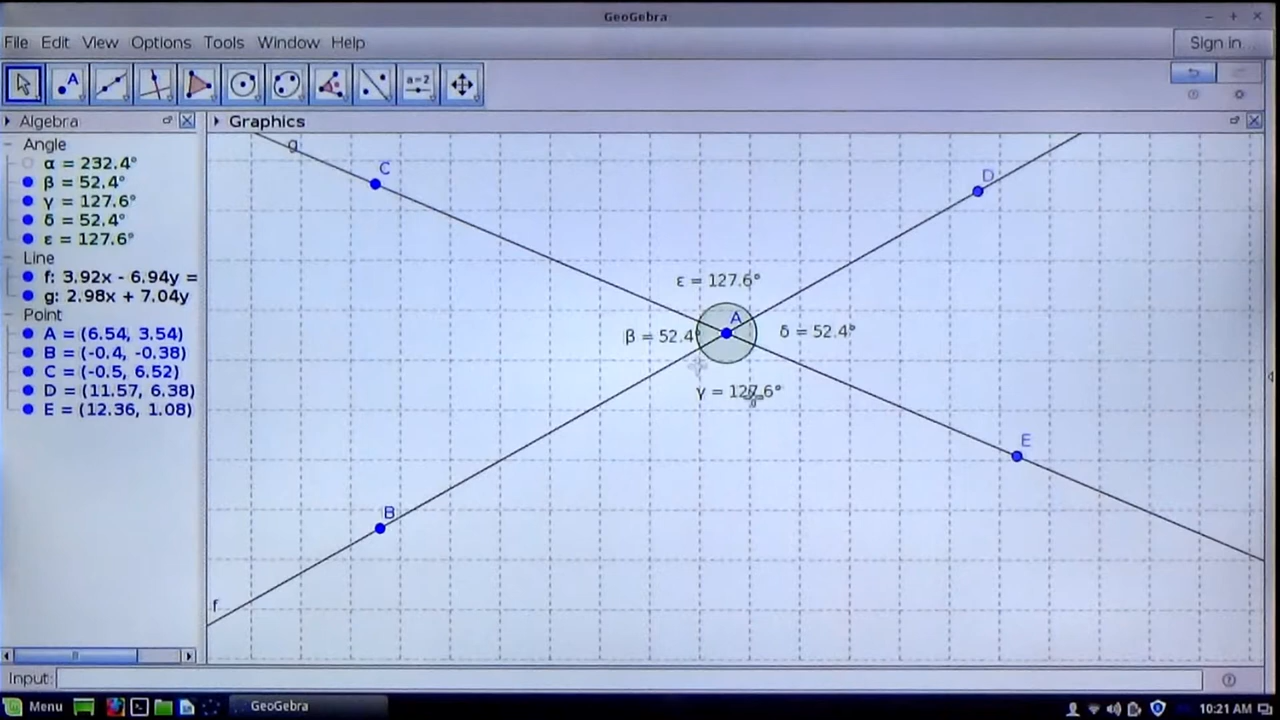 GeoGebra
File Edit View Options Tools Window Help
Sign in...
A
a=2
Algebra
Graphics
Angle
α = 232.4°
β = 52.4°
γ = 127.6°
δ = 52.4°
ε = 127.6°
Line
f: 3.92x - 6.94y =
g: 2.98x + 7.04y
Point
A = (6.54, 3.54)
B = (-0.4, -0.38)
C = (-0.5, 6.52)
D = (11.57, 6.38)
E = (12.36, 1.08)
g
C
D
ε = 127.6°
A
β = 52.4°
δ = 52.4°
γ = 127.6°
E
B
f
Input:
Menu
GeoGebra
10:21 AM